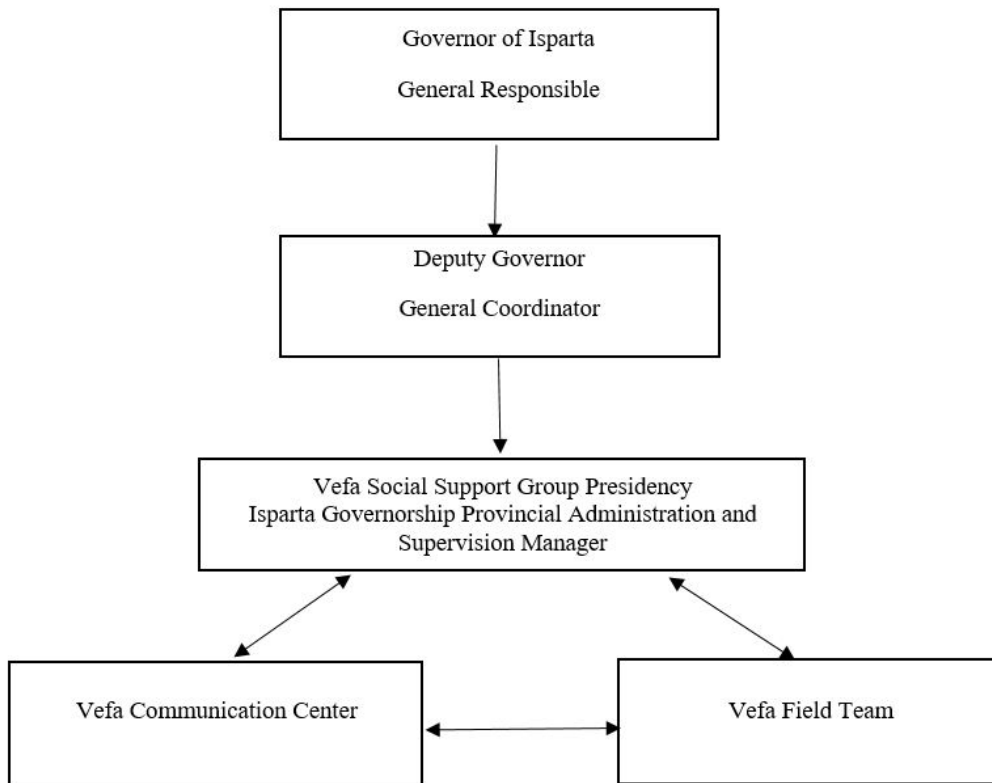 Governor of Isparta
General Responsible
Deputy Governor
General Coordinator
Vefa Social Support Group Presidency
Isparta Governorship Provincial Administration and
Supervision Manager
Vefa Communication Center
Vefa Field Team